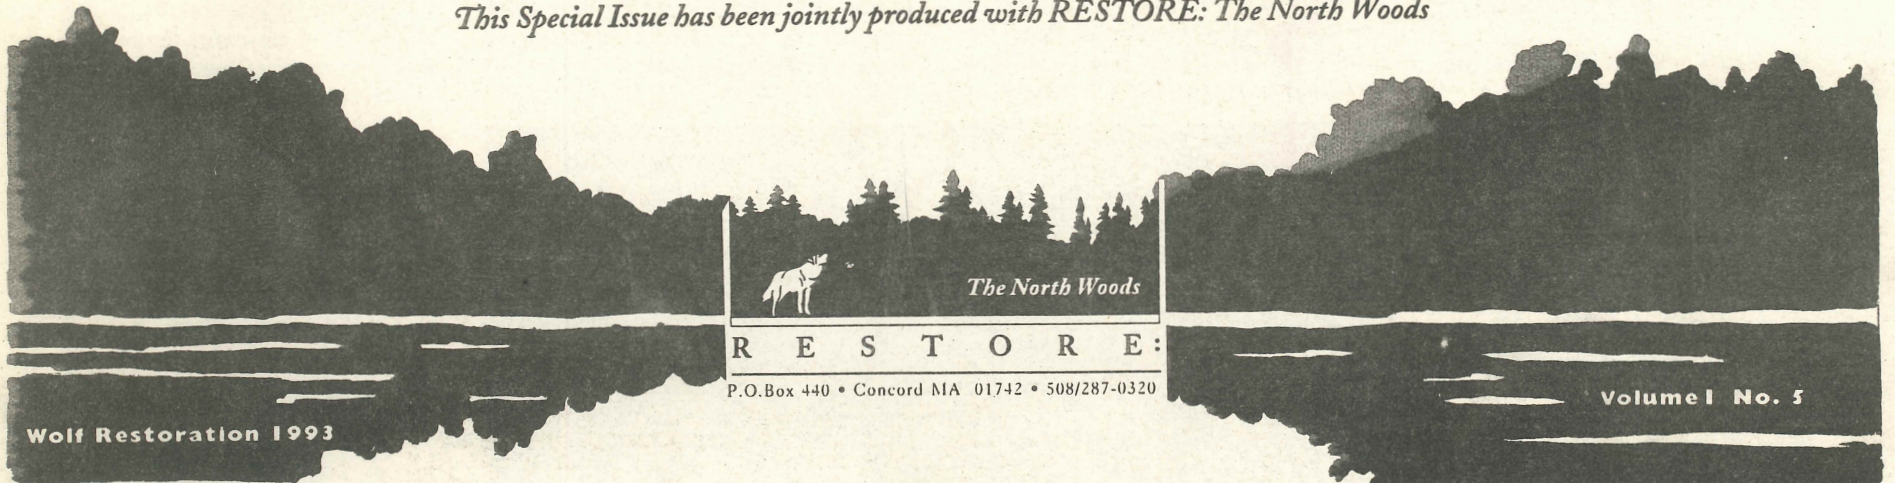 This Special Issue has been jointly produced with RESTORE: The North Woods
The North Woods
R E S T O R E :
P.O.Box 440 • Concord MA 01742 • 508/287-0320
Wolf Restoration 1993
Volume I No. 5